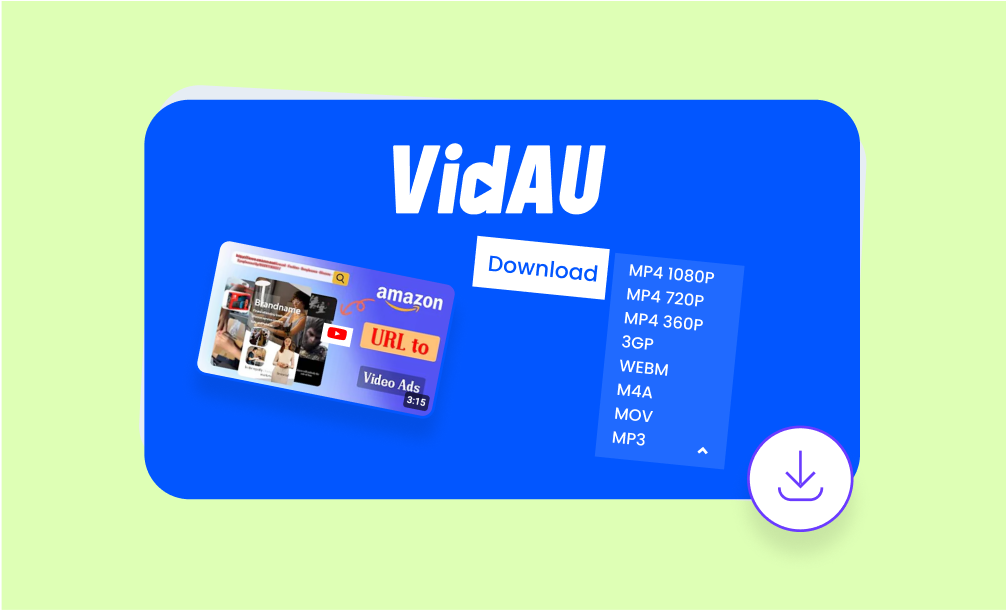 VidAU
amazon
Brandname
URL to
Video Ads
3:15
Download
MP4 1080P
MP4 720P
MP4 360P
3GP
WEBM
M4A
MOV
MP3